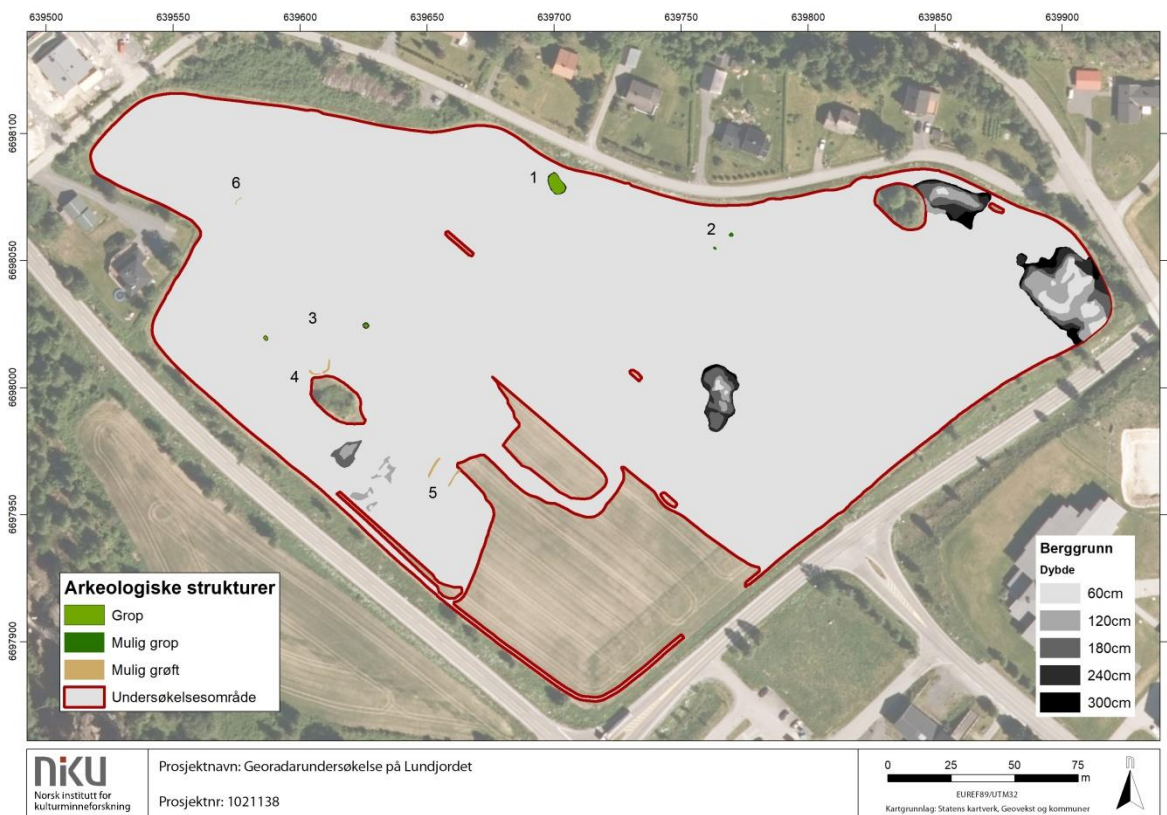 639500 639550 639600 639650 639700 639750 639800 639850 639900
6698100
6698050
6698000
6697950
6697900
1
2
3
4
5
6
Arkeologiske strukturer
Grop
Mulig grop
Mulig grøft
Undersøkelsesområde
Berggrunn
Dybde
60cm
120cm
180cm
240cm
300cm
niku
Norsk institutt for
kulturminneforskning
Prosjektnavn: Georadarundersøkelse på Lundjordet
Prosjektnr: 1021138
0 25 50 75
m
EUREF89/UTM32
Kartgrunnlag: Statens kartverk, Geovekst og kommuner
n